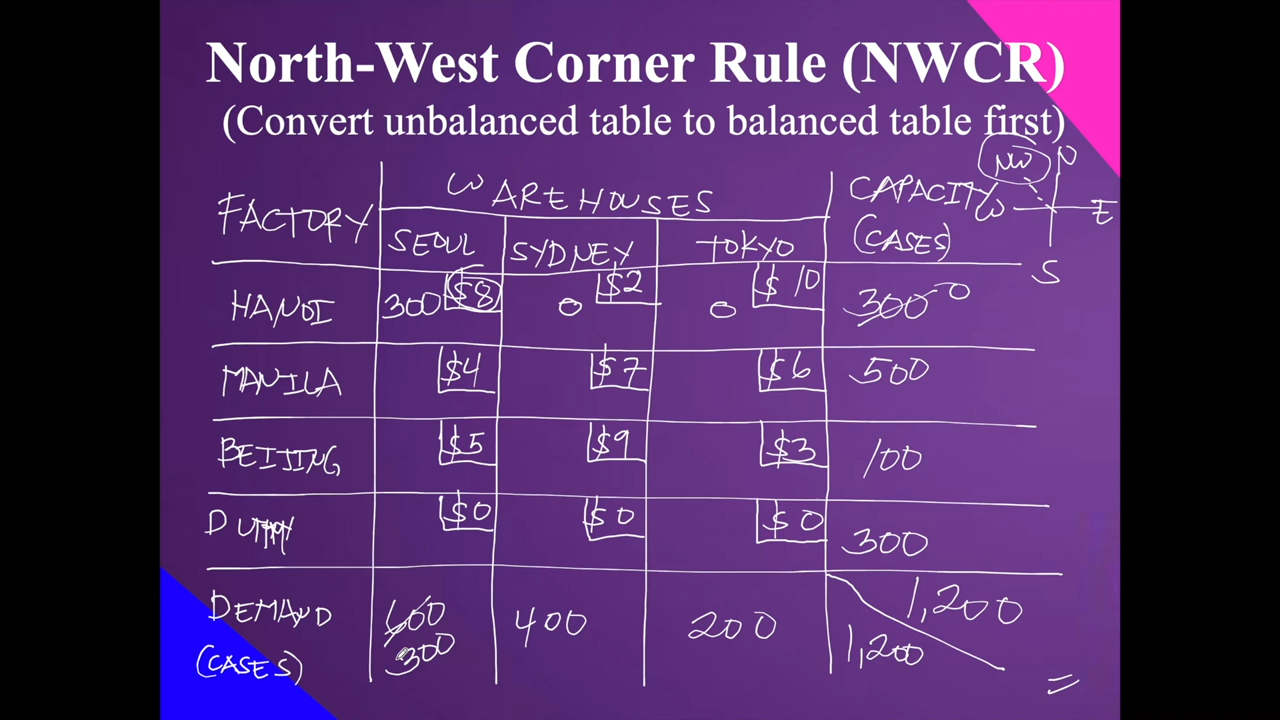 North-West Corner Rule (NWCR)
(Convert unbalanced table to balanced table first)
NW N
W E
S
FACTORY WAREHOUSES CAPACITY (CASES)
SEOUL SYDNEY TOKYO
HANOI 300 $8 0 $2 0 $10 300 0
MANILA $4 $7 $6 500
BEIJING $5 $9 $3 100
DUMMY $0 $0 $0 300
DEMAND (CASES) 600 400 200 1,200
300 1,200
=